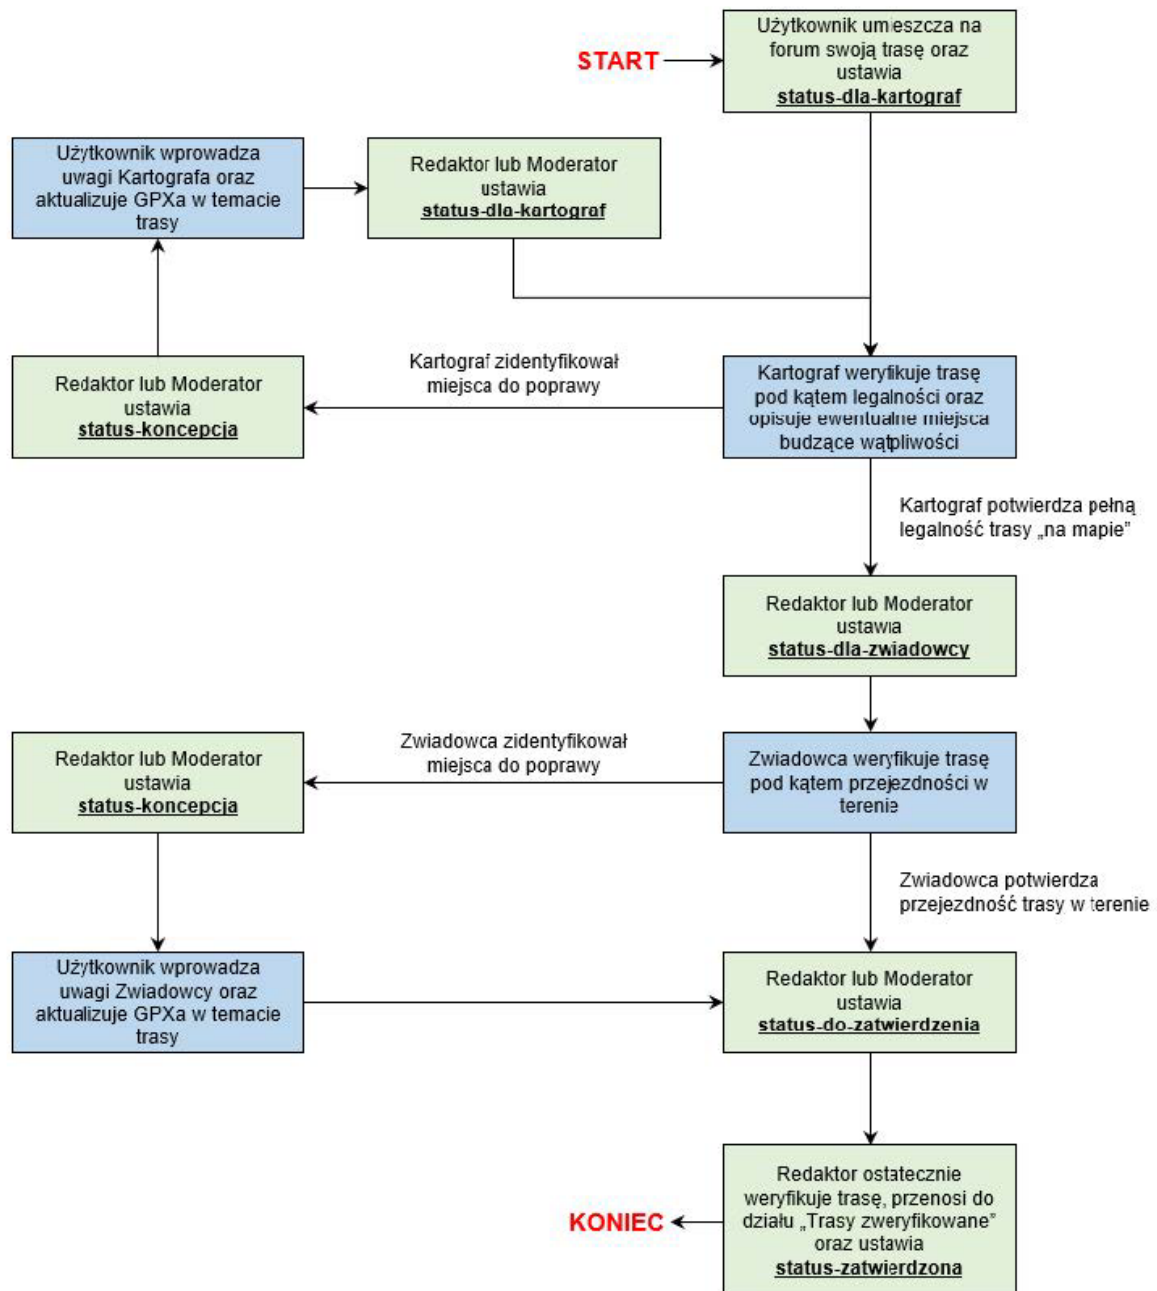 Użytkownik umieszcza na
forum swoją trasę oraz
ustawia
status-dla-kartograf
START
Użytkownik wprowadza
uwagi Kartografa oraz
aktualizuje GPXa w temacie
trasy
Redaktor lub Moderator
ustawia
status-dla-kartograf
Kartograf zidentyfikował
miejsca do poprawy
Redaktor lub Moderator
ustawia
status-koncepcja
Kartograf weryfikuje trasę
pod kątem legalności oraz
opisuje ewentualne miejsca
budzące wątpliwości
Kartograf potwierdza pełną
legalność trasy „na mapie”
Redaktor lub Moderator
ustawia
status-dla-zwiadowcy
Zwiadowca zidentyfikował
miejsca do poprawy
Redaktor lub Moderator
ustawia
status-koncepcja
Zwiadowca weryfikuje trasę
pod kątem przejezdności w
terenie
Zwiadowca potwierdza
przejezdność trasy w terenie
Użytkownik wprowadza
uwagi Zwiadowcy oraz
aktualizuje GPXa w temacie
trasy
Redaktor lub Moderator
ustawia
status-do-zatwierdzenia
Redaktor ostatecznie
weryfikuje trasę, przenosi do
działu „Trasy zweryfikowane”
oraz ustawia
status-zatwierdzona
KONIEC